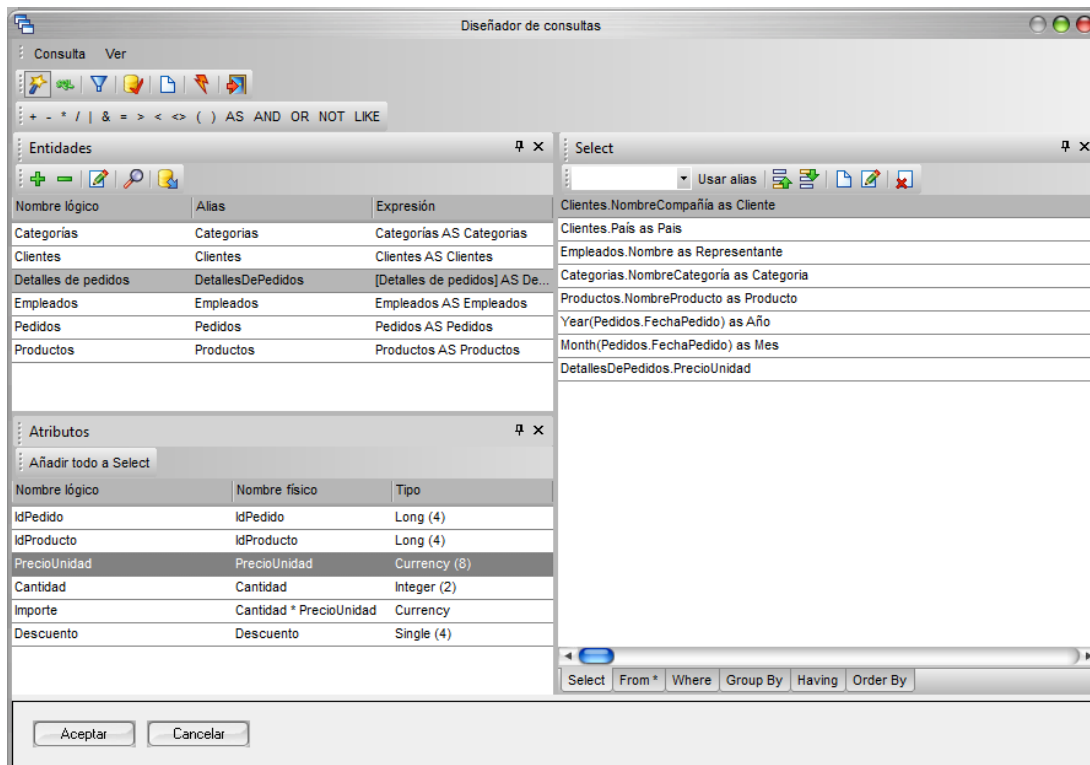 Diseñador de consultas
Consulta Ver
+ - * / | & = > < <> ( ) AS AND OR NOT LIKE
Entidades
Nombre lógico Alias Expresión
Categorías Categorias Categorías AS Categorias
Clientes Clientes Clientes AS Clientes
Detalles de pedidos DetallesDePedidos [Detalles de pedidos] AS De...
Empleados Empleados Empleados AS Empleados
Pedidos Pedidos Pedidos AS Pedidos
Productos Productos Productos AS Productos
Atributos
Añadir todo a Select
Nombre lógico Nombre físico Tipo
IdPedido IdPedido Long (4)
IdProducto IdProducto Long (4)
PrecioUnidad PrecioUnidad Currency (8)
Cantidad Cantidad Integer (2)
Importe Cantidad * PrecioUnidad Currency
Descuento Descuento Single (4)
Select
Usar alias
Clientes.NombreCompañía as Cliente
Clientes.País as Pais
Empleados.Nombre as Representante
Categorias.NombreCategoría as Categoria
Productos.NombreProducto as Producto
Year(Pedidos.FechaPedido) as Año
Month(Pedidos.FechaPedido) as Mes
DetallesDePedidos.PrecioUnidad
Select From * Where Group By Having Order By
Aceptar Cancelar